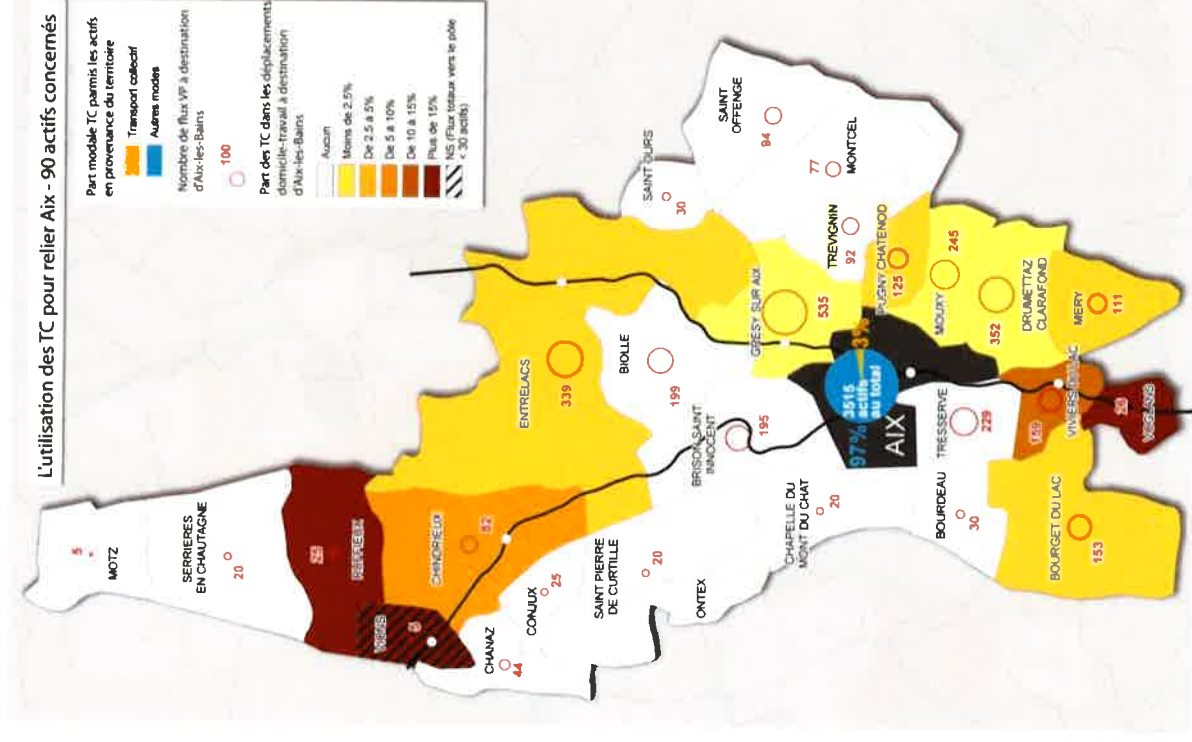 L'utilisation des TC pour relier Aix - 90 actifs concernés
Part modale TC parmis les actifs
en provenance du territoire
Transport collectif
Autres modes
Nombre de flux VP à destination
d'Aix-les-Bains
100
Part des TC dans les déplacements
domicile-travail à destination
d'Aix-les-Bains
Aucun
Moins de 2.5%
De 2.5 à 5%
De 5 à 10%
De 10 à 15%
Plus de 15%
NS (Flux totaux vers le pôle
< 30 actifs)
5
MOTZ
SERRIERES
EN CHAUTAGNE
20
RUFFIEUX
CHINDRIEUX
82
CHANAZ
44
CONJUX
25
SAINT PIERRE
DE CURTILLE
20
ONTEX
ENTRELACS
339
BIOLLE
199
BRISON SAINT
INNOCENT
195
CHAPELLE DU
MONT DU CHAT
20
SAINT OURS
30
SAINT
OFFENGE
94
MONTCEL
77
TREVIGNIN
92
GRESY SUR AIX
535
PUGNY CHATENOD
125
MOUXY
245
97%
3515
actifs
au total
3%
AIX
TRESSERVE
229
DRUMETTAZ
CLARAFOND
352
MERY
111
BOURDEAU
30
BOURGET DU LAC
153
VIVIERS DU LAC
159
26